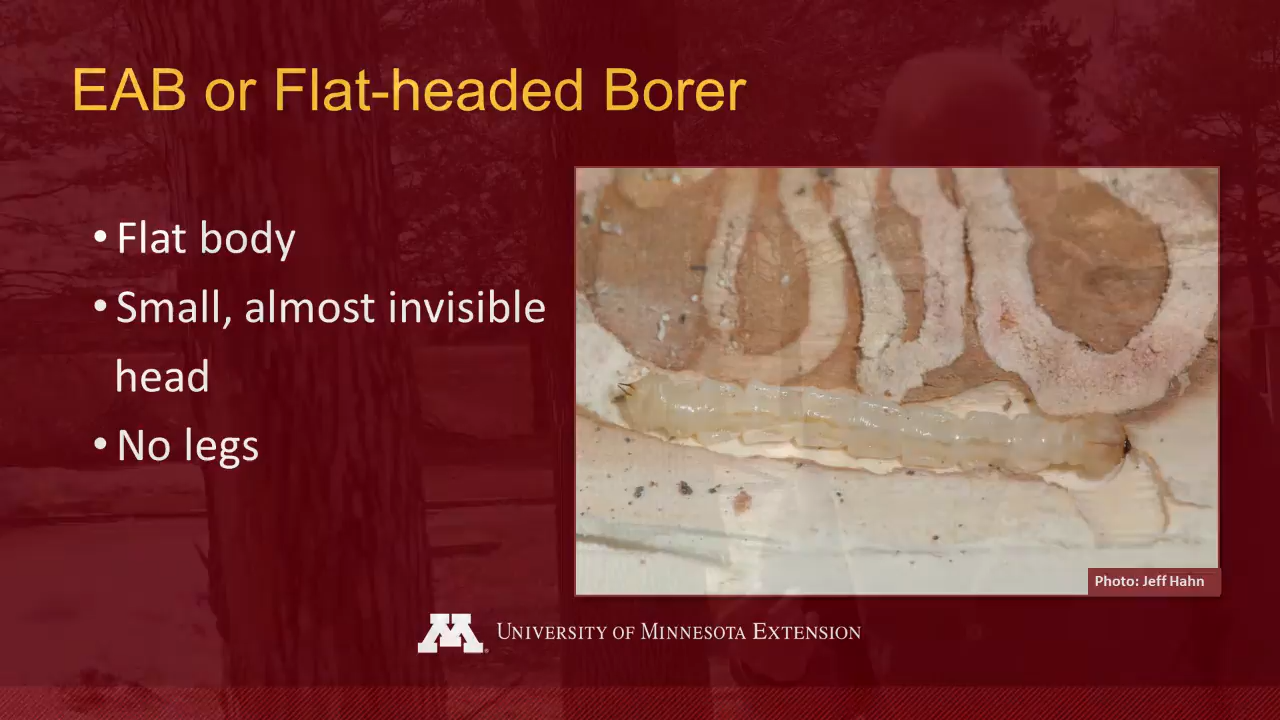 EAB or Flat-headed Borer
• Flat body
• Small, almost invisible
head
• No legs
Photo: Jeff Hahn
M
UNIVERSITY OF MINNESOTA EXTENSION